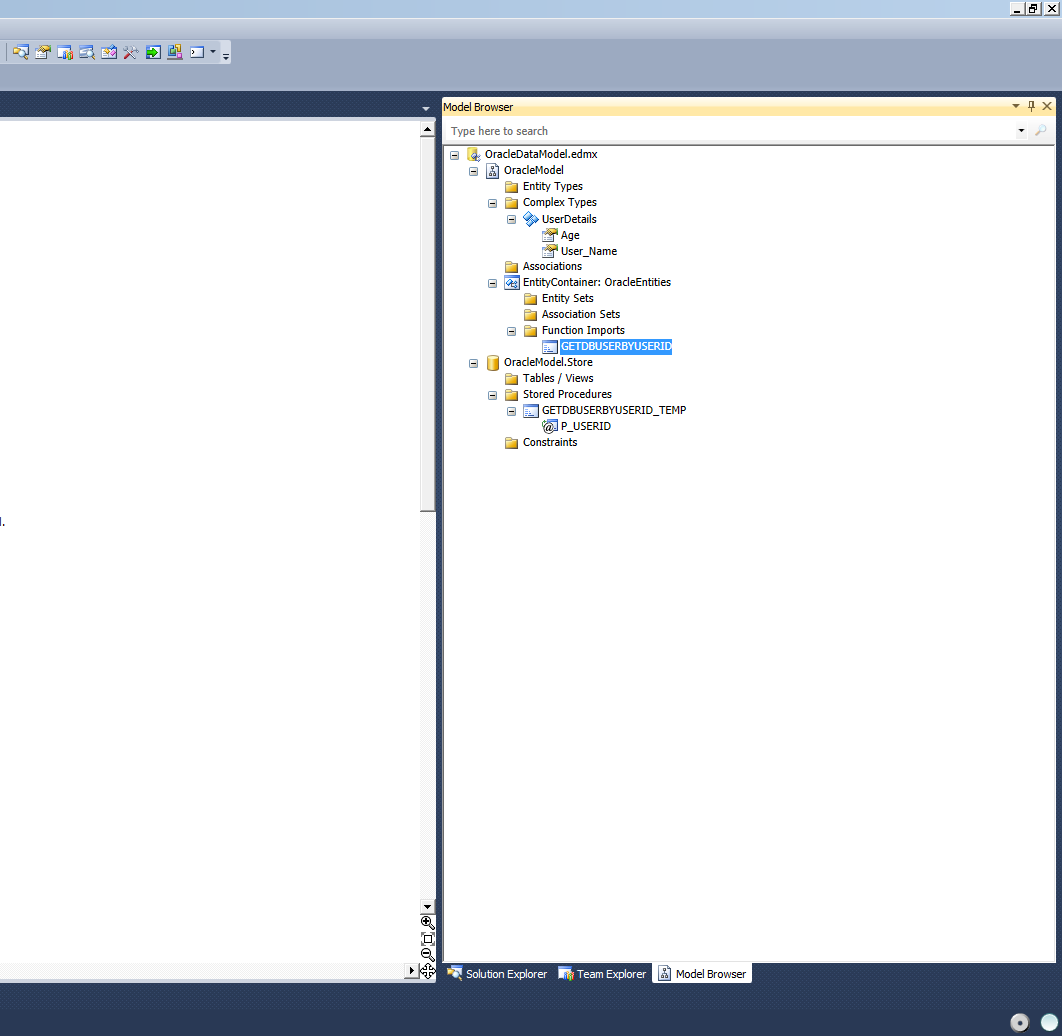 Model Browser
Type here to search
OracleDataModel.edmx
OracleModel
Entity Types
Complex Types
UserDetails
Age
User_Name
Associations
EntityContainer: OracleEntities
Entity Sets
Association Sets
Function Imports
GETDBUSERBYUSERID
OracleModel.Store
Tables / Views
Stored Procedures
GETDBUSERBYUSERID_TEMP
P_USERID
Constraints
Solution Explorer Team Explorer Model Browser